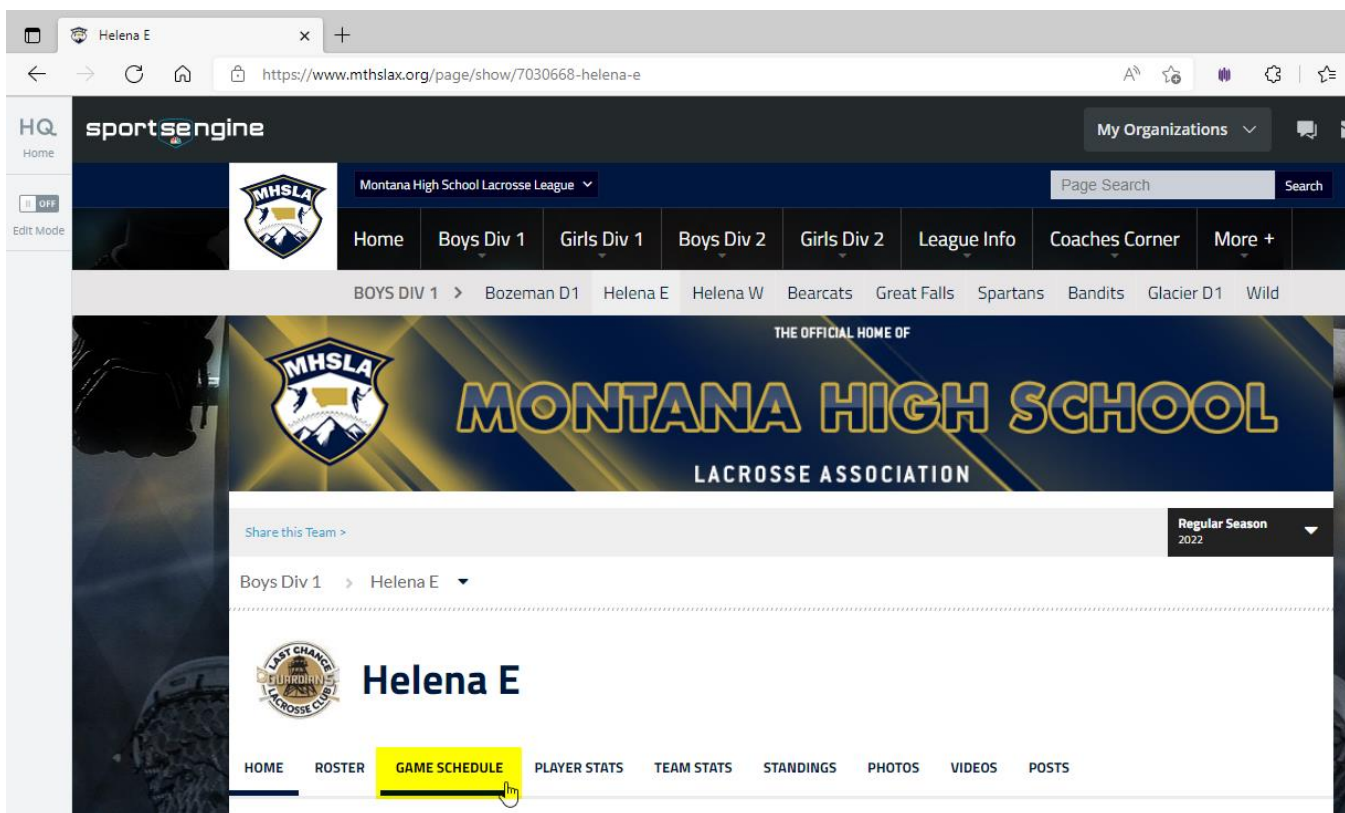 Helena E
https://www.mthslax.org/page/show/7030668-helena-e
HQ
Home
sportsengine
My Organizations
OFF
Edit Mode
MHSLA
Montana High School Lacrosse League
Page Search
Search
Home Boys Div 1 Girls Div 1 Boys Div 2 Girls Div 2 League Info Coaches Corner More +
BOYS DIV 1 > Bozeman D1 Helena E Helena W Bearcats Great Falls Spartans Bandits Glacier D1 Wild
THE OFFICIAL HOME OF
MHSLA
MONTANA HIGH SCHOOL
LACROSSE ASSOCIATION
Share this Team >
Regular Season
2022
Boys Div 1 > Helena E
LAST CHANCE
GUARDIANS
LACROSSE CLUB
Helena E
HOME ROSTER GAME SCHEDULE PLAYER STATS TEAM STATS STANDINGS PHOTOS VIDEOS POSTS